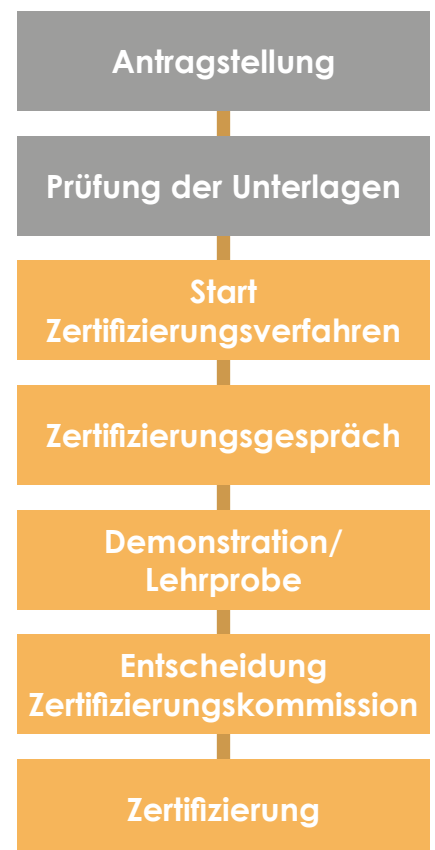 Antragstellung
Prüfung der Unterlagen
Start
Zertifizierungsverfahren
Zertifizierungsgespräch
Demonstration/
Lehrprobe
Entscheidung
Zertifizierungskommission
Zertifizierung